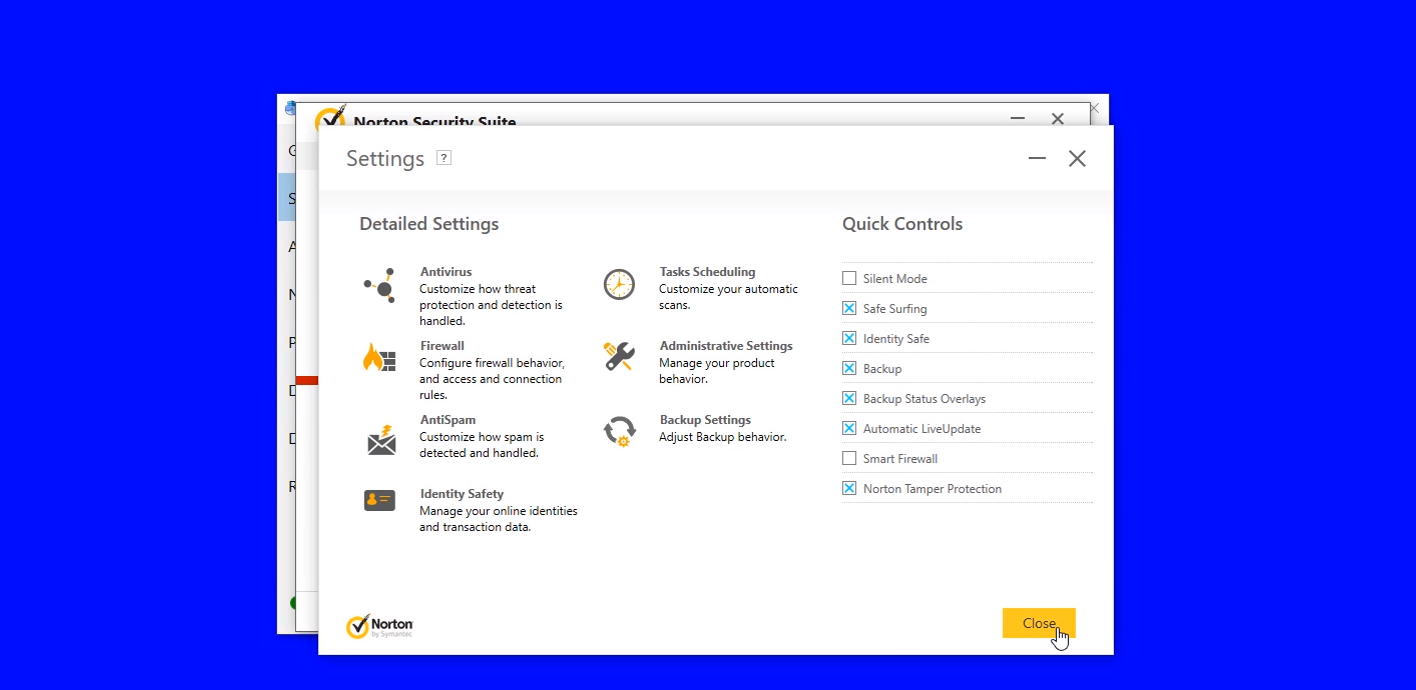 Norton Security Suite
Settings ?
Detailed Settings
Antivirus
Customize how threat
protection and detection is
handled.
Firewall
Configure firewall behavior,
and access and connection
rules.
AntiSpam
Customize how spam is
detected and handled.
Identity Safety
Manage your online identities
and transaction data.
Tasks Scheduling
Customize your automatic
scans.
Administrative Settings
Manage your product
behavior.
Backup Settings
Adjust Backup behavior.
Quick Controls
Silent Mode
Safe Surfing
Identity Safe
Backup
Backup Status Overlays
Automatic LiveUpdate
Smart Firewall
Norton Tamper Protection
Norton
by Symantec
Close